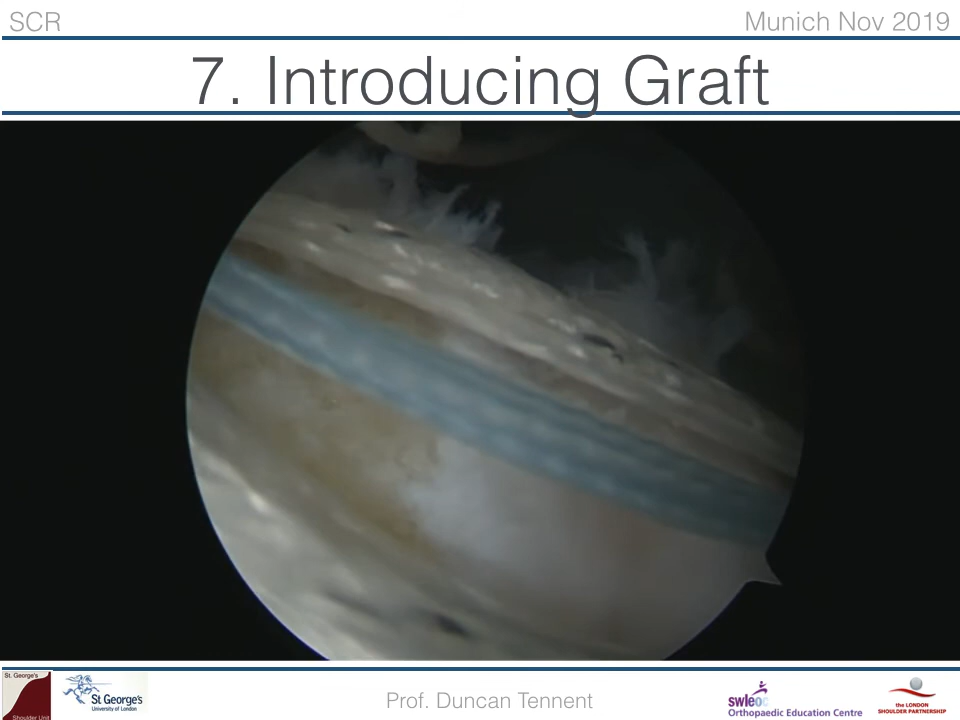 SCR
Munich Nov 2019
7. Introducing Graft
St. George's
Shoulder Unit
St George's
University of London
Prof. Duncan Tennent
swleoc
Orthopaedic Education Centre
the LONDON
SHOULDER PARTNERSHIP